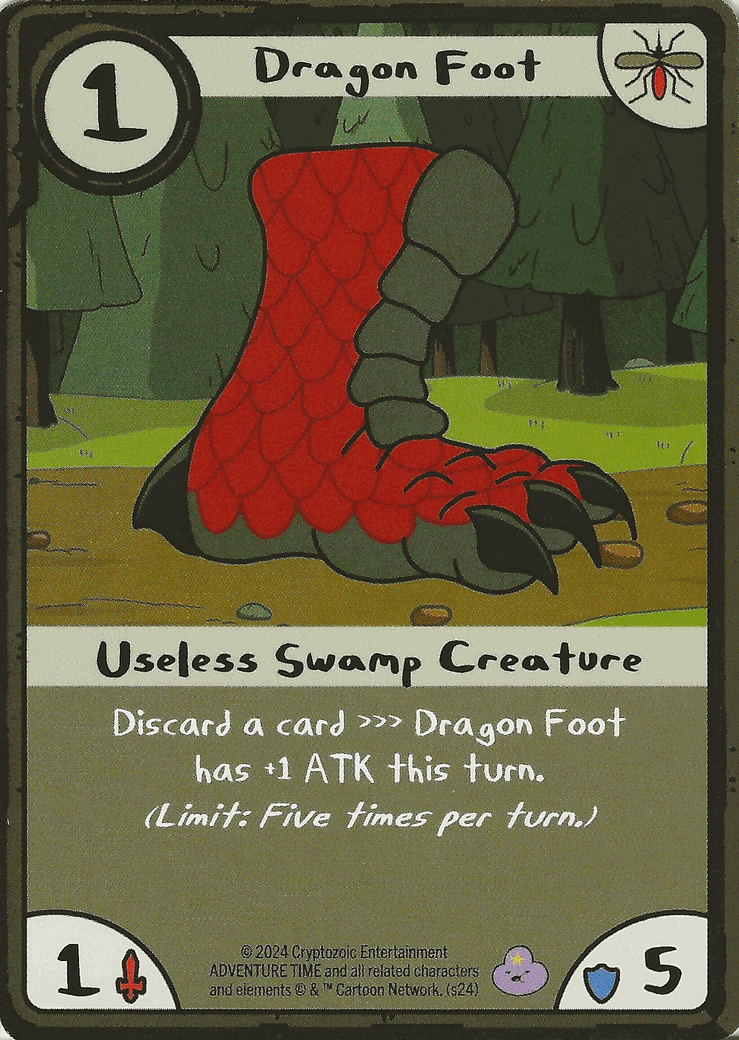 1
Dragon Foot
Useless Swamp Creature
Discard a card >>> Dragon Foot
has +1 ATK this turn.
(Limit: Five times per turn.)
1
© 2024 Cryptozoic Entertainment
ADVENTURE TIME and all related characters
and elements © & ™ Cartoon Network. (s24)
5